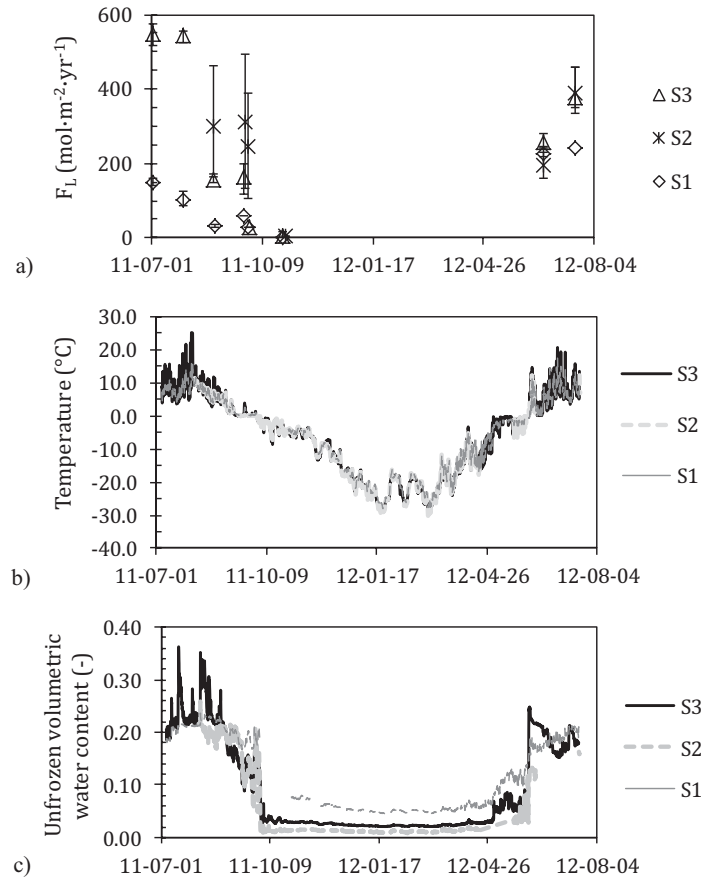 600
400
200
0
F_L (mol·m⁻²·yr⁻¹)
S3
S2
S1
11-07-01 11-10-09 12-01-17 12-04-26 12-08-04
a)
30.0
20.0
10.0
0.0
-10.0
-20.0
-30.0
-40.0
Temperature (°C)
S3
S2
S1
11-07-01 11-10-09 12-01-17 12-04-26 12-08-04
b)
0.40
0.30
0.20
0.10
0.00
Unfrozen volumetric
water content (-)
S3
S2
S1
11-07-01 11-10-09 12-01-17 12-04-26 12-08-04
c)